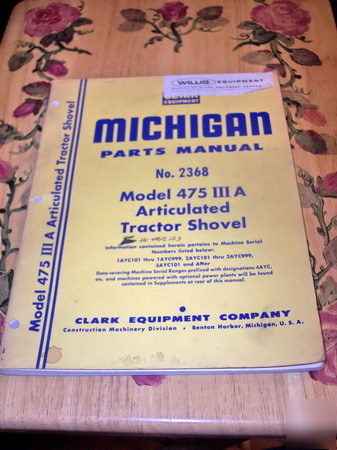 WILLIG EQUIPMENT
CLARK
EQUIPMENT
MICHIGAN
PARTS MANUAL
No. 2368
Model 475 III A
Articulated
Tractor Shovel
Information contained herein pertains to Machine Serial
Numbers listed below:
1AYC101 thru 1AYC999, 2AYC101 thru 2AYC999,
3AYC101 and After
Data covering Machine Serial Ranges prefixed with designations 4AYC,
etc. and machines powered with optional power plants will be found
contained in Supplements at rear of this manual.
CLARK EQUIPMENT COMPANY
Construction Machinery Division • Benton Harbor, Michigan, U. S. A.
Model 475 III A Articulated Tractor Shovel